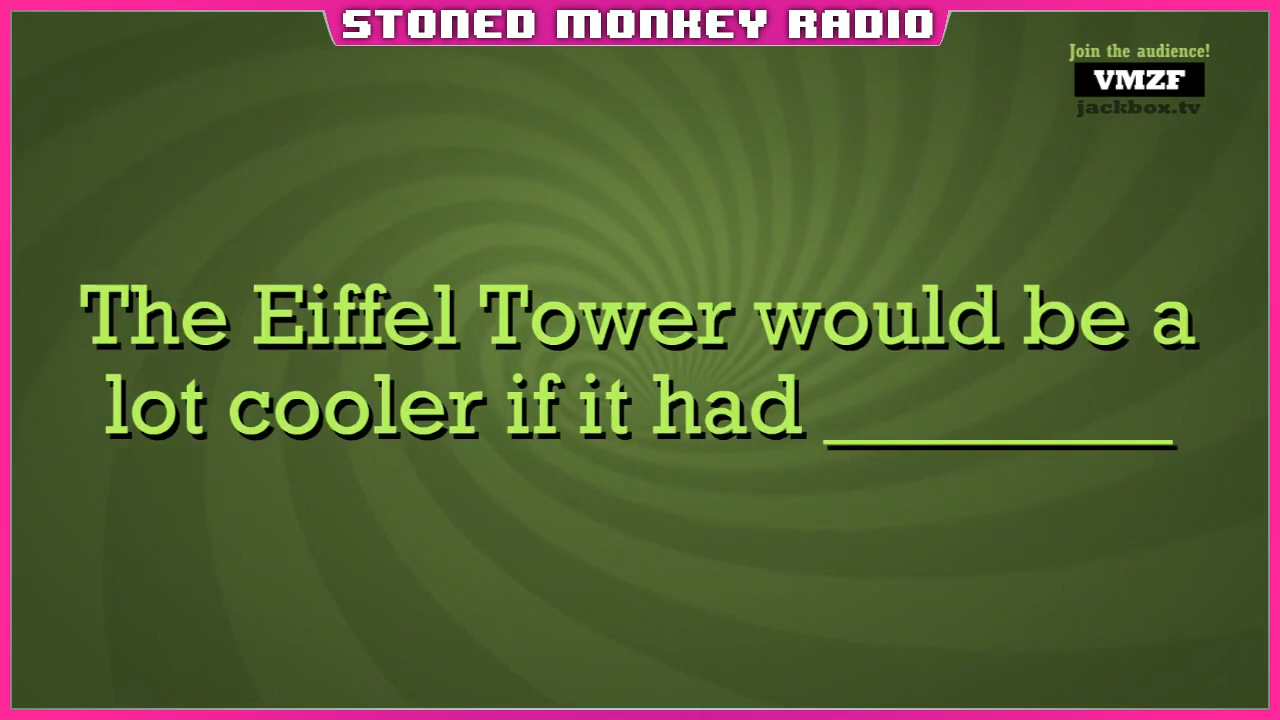 STONED MONKEY RADIO
Join the audience!
VMZF
jackbox.tv
The Eiffel Tower would be a
lot cooler if it had __________